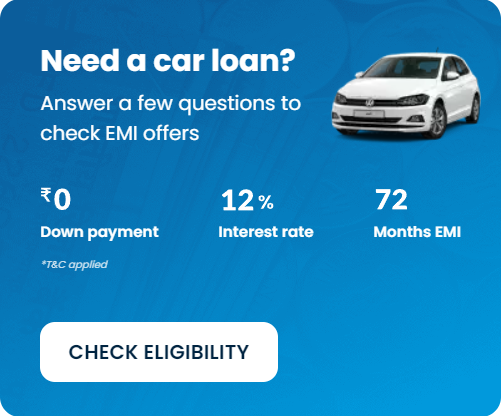 Need a car loan?
Answer a few questions to
check EMI offers
₹0
12 %
72
Down payment
Interest rate
Months EMI
*T&C applied
CHECK ELIGIBILITY